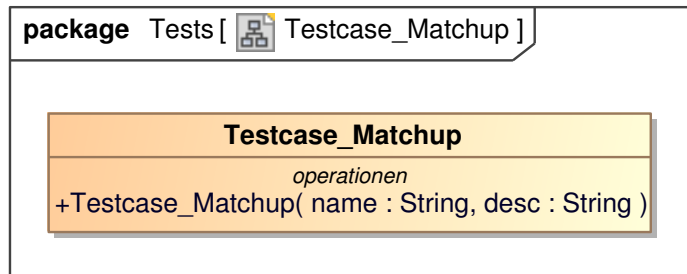 package Tests [ Testcase_Matchup ]
Testcase_Matchup
operationen
+Testcase_Matchup( name : String, desc : String )